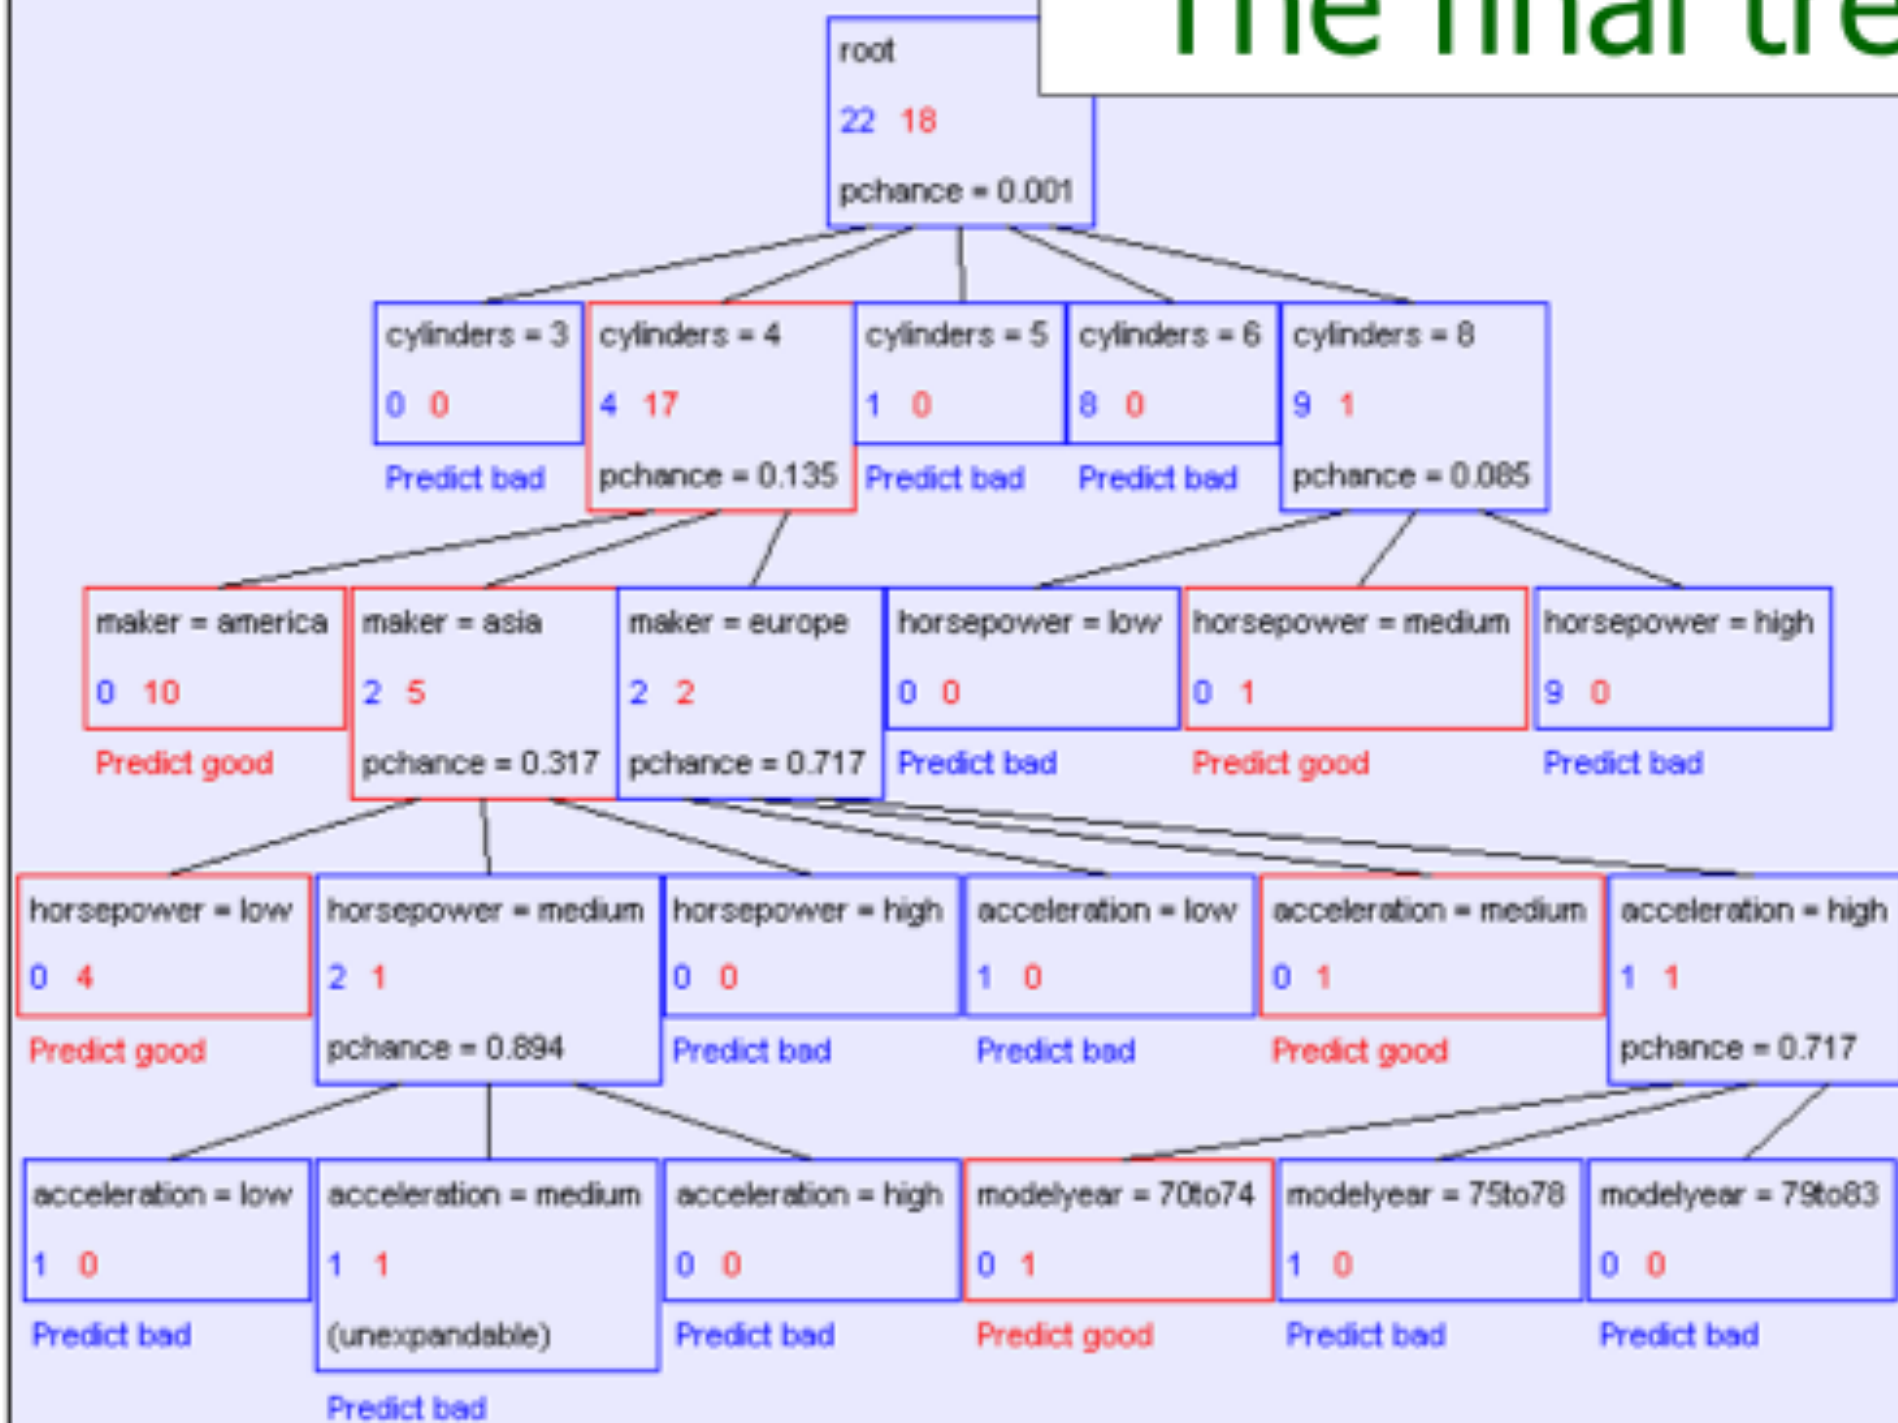 The final tre
root
22 18
pchance = 0.001
cylinders = 3
0 0
Predict bad
cylinders = 4
4 17
pchance = 0.135
cylinders = 5
1 0
Predict bad
cylinders = 6
8 0
Predict bad
cylinders = 8
9 1
pchance = 0.085
maker = america
0 10
Predict good
maker = asia
2 5
pchance = 0.317
maker = europe
2 2
pchance = 0.717
horsepower = low
0 0
Predict bad
horsepower = medium
0 1
Predict good
horsepower = high
9 0
Predict bad
horsepower = low
0 4
Predict good
horsepower = medium
2 1
pchance = 0.894
horsepower = high
0 0
Predict bad
acceleration = low
1 0
Predict bad
acceleration = medium
0 1
Predict good
acceleration = high
1 1
pchance = 0.717
acceleration = low
1 0
Predict bad
acceleration = medium
1 1
(unexpandable)
Predict bad
acceleration = high
0 0
Predict bad
modelyear = 70to74
0 1
Predict good
modelyear = 75to78
1 0
Predict bad
modelyear = 79to83
0 0
Predict bad